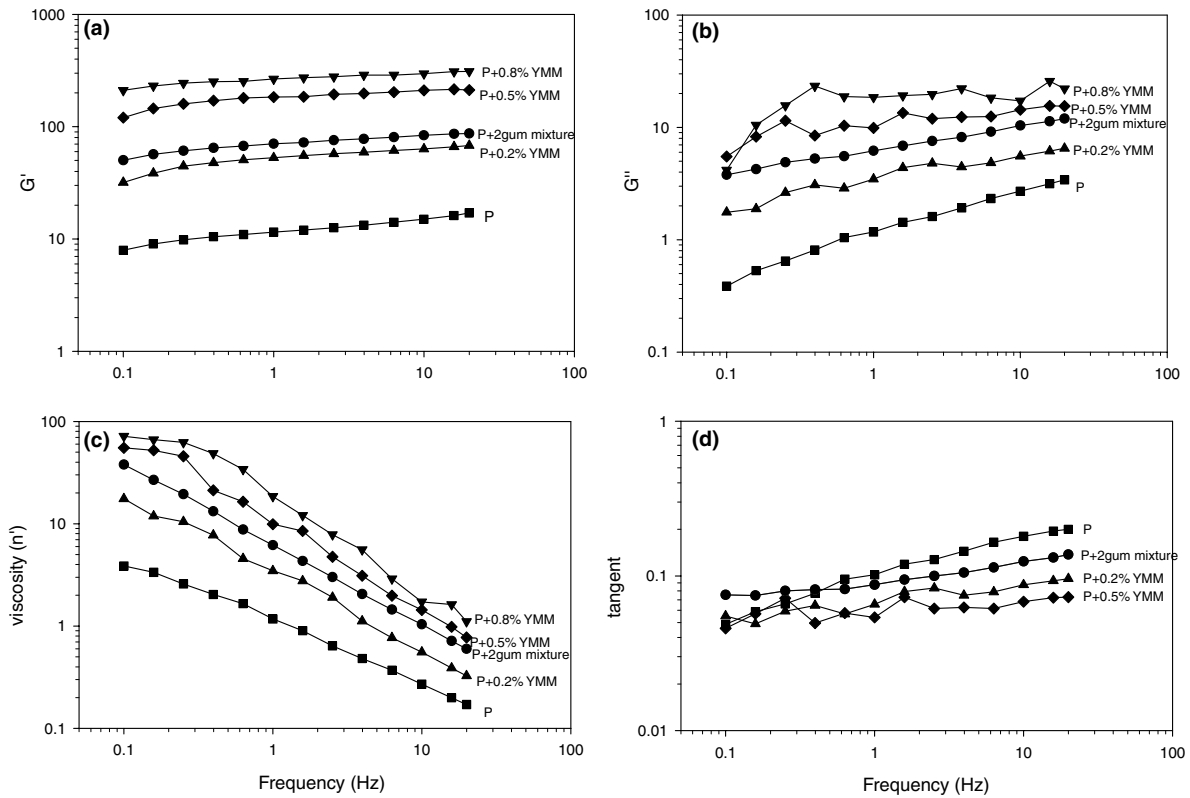 (a)
1000
100
10
1
G'
0.1 1 10 100
P+0.8% YMM
P+0.5% YMM
P+2gum mixture
P+0.2% YMM
P
(b)
100
10
1
0.1
G''
0.1 1 10 100
P+0.8% YMM
P+0.5% YMM
P+2gum mixture
P+0.2% YMM
P
(c)
100
10
1
0.1
viscosity (n')
0.1 1 10 100
Frequency (Hz)
P+0.8% YMM
P+0.5% YMM
P+2gum mixture
P+0.2% YMM
P
(d)
1
0.1
0.01
tangent
0.1 1 10 100
Frequency (Hz)
P
P+2gum mixture
P+0.2% YMM
P+0.5% YMM